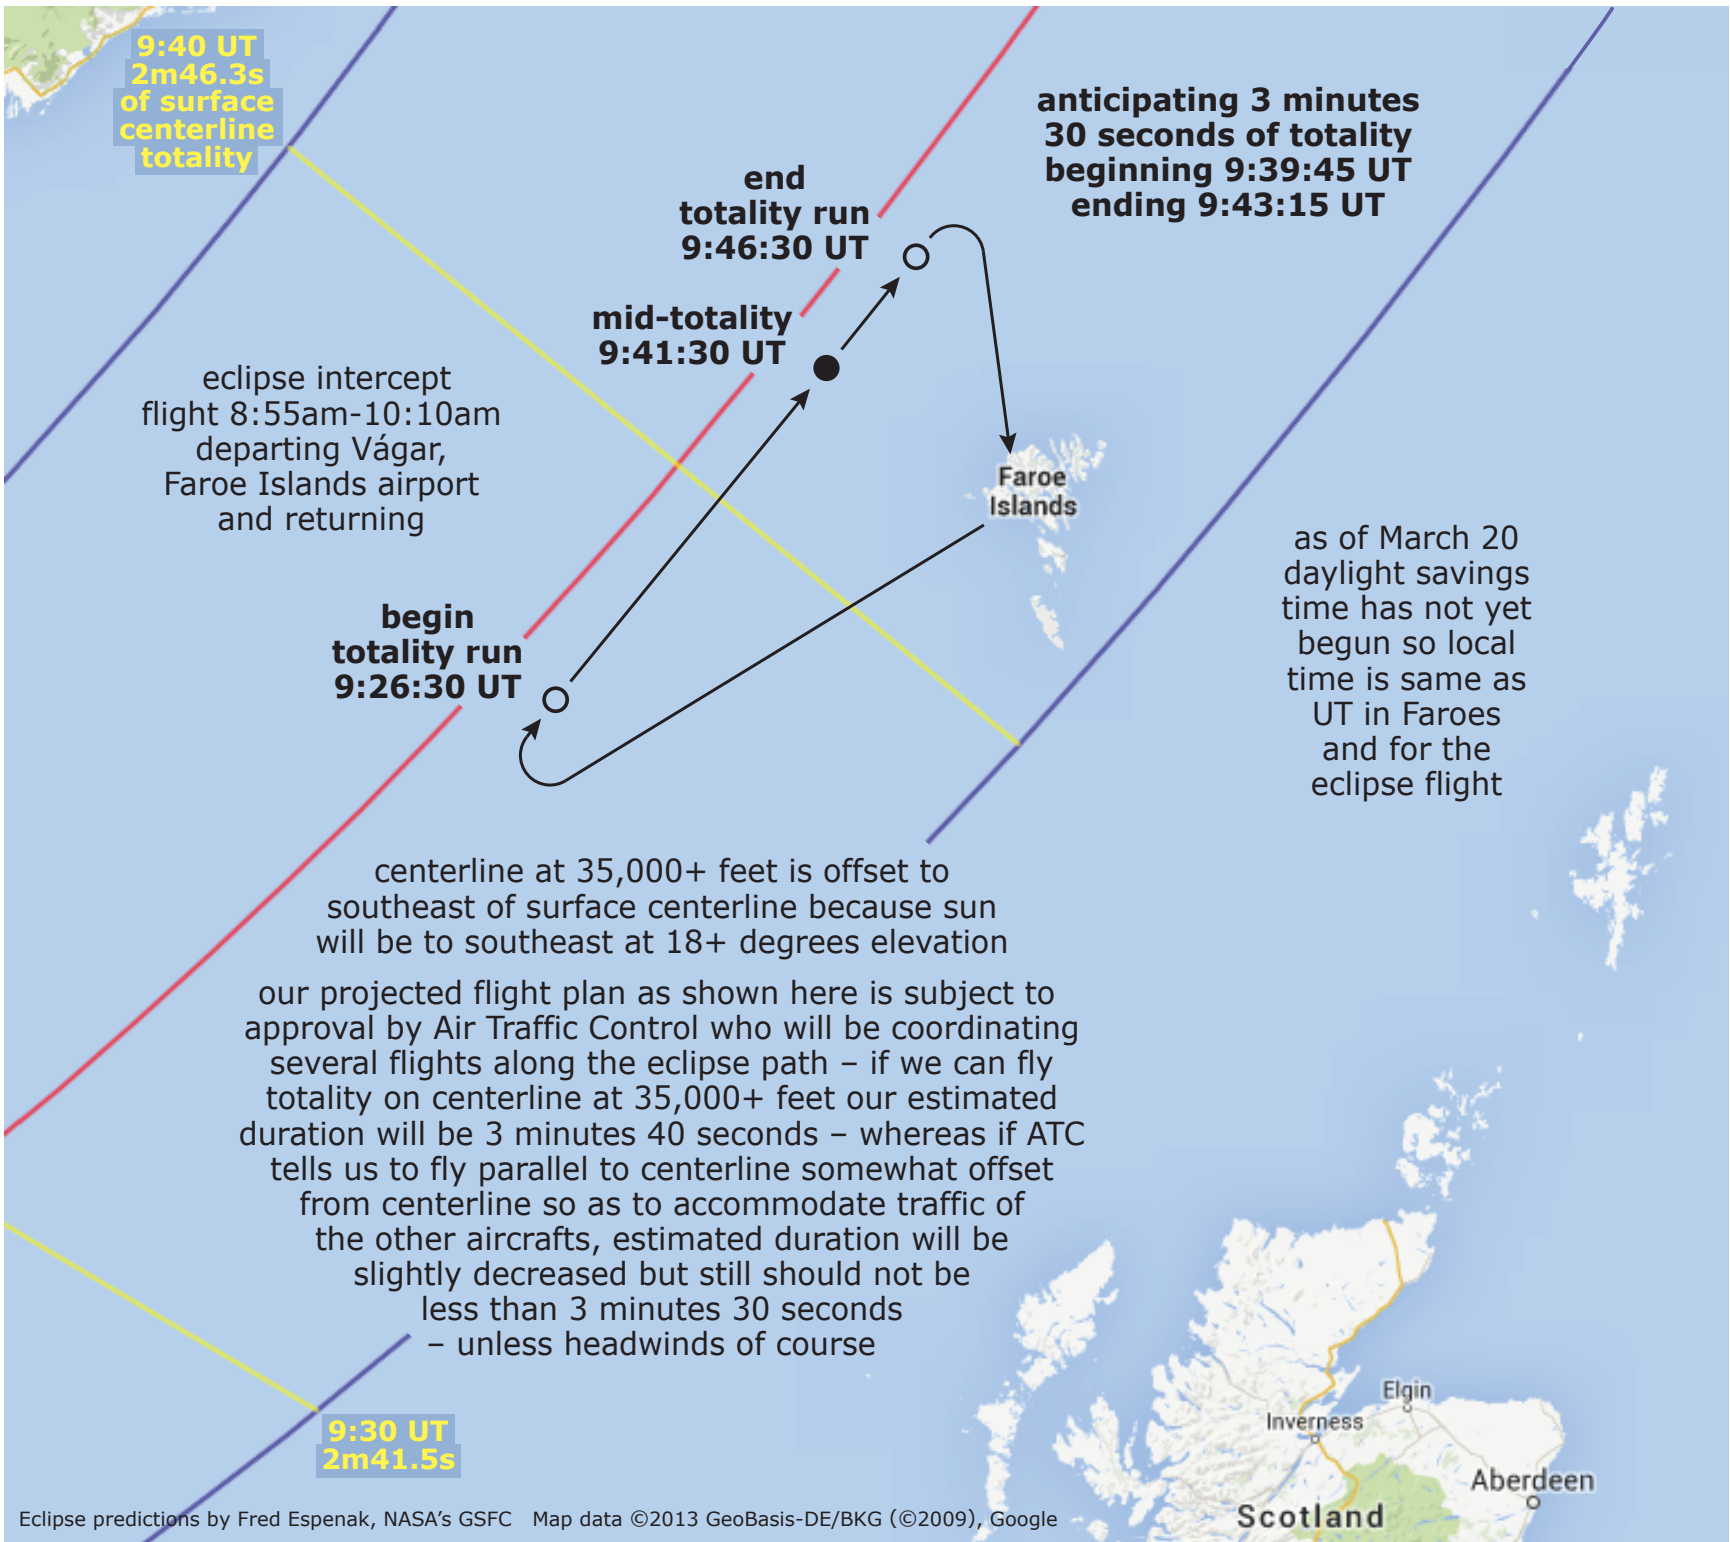 9:40 UT
2m46.3s
of surface
centerline
totality
anticipating 3 minutes
30 seconds of totality
beginning 9:39:45 UT
ending 9:43:15 UT
end
totality run
9:46:30 UT
mid-totality
9:41:30 UT
eclipse intercept
flight 8:55am-10:10am
departing Vágar,
Faroe Islands airport
and returning
Faroe
Islands
as of March 20
daylight savings
time has not yet
begun so local
time is same as
UT in Faroes
and for the
eclipse flight
begin
totality run
9:26:30 UT
centerline at 35,000+ feet is offset to
southeast of surface centerline because sun
will be to southeast at 18+ degrees elevation
our projected flight plan as shown here is subject to
approval by Air Traffic Control who will be coordinating
several flights along the eclipse path – if we can fly
totality on centerline at 35,000+ feet our estimated
duration will be 3 minutes 40 seconds – whereas if ATC
tells us to fly parallel to centerline somewhat offset
from centerline so as to accommodate traffic of
the other aircrafts, estimated duration will be
slightly decreased but still should not be
less than 3 minutes 30 seconds
– unless headwinds of course
9:30 UT
2m41.5s
Elgin
Inverness
Aberdeen
Scotland
Eclipse predictions by Fred Espenak, NASA's GSFC Map data ©2013 GeoBasis-DE/BKG (©2009), Google